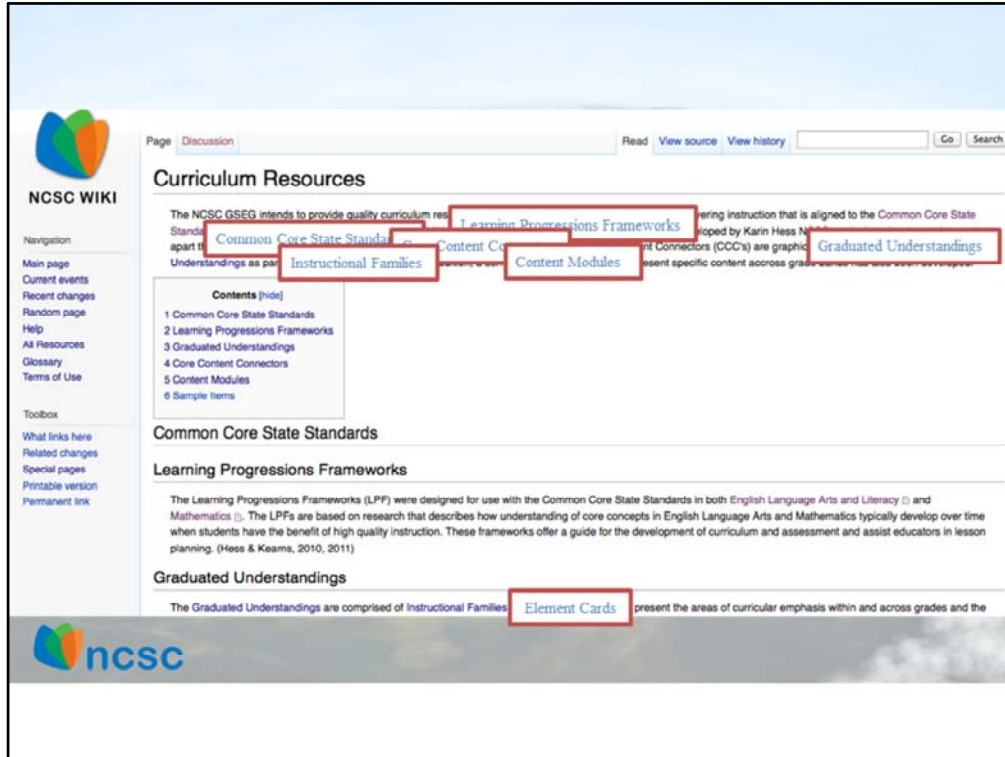 NCSC WIKI
Navigation
Main page
Current events
Recent changes
Random page
Help
All Resources
Glossary
Terms of Use
Toolbox
What links here
Related changes
Special pages
Printable version
Permanent link
Page Discussion Read View source View history Go Search
Curriculum Resources
The NCSC GSEG intends to provide quality curriculum Learning Progressions Frameworks instruction that is aligned to the Common Core State
Common Core State Content by Karin Hess
apart Instructional Families Content Modules Connectors (CCC's) are Graduated Understandings
Understandings as specific content accross
Contents [hide]
1 Common Core State Standards
2 Learning Progressions Frameworks
3 Graduated Understandings
4 Core Content Connectors
5 Content Modules
6 Sample Items
Common Core State Standards
Learning Progressions Frameworks
The Learning Progressions Frameworks (LPF) were designed for use with the Common Core State Standards in both English Language Arts and Literacy and
Mathematics . The LPFs are based on research that describes how understanding of core concepts in English Language Arts and Mathematics typically develop over time
when students have the benefit of high quality instruction. These frameworks offer a guide for the development of curriculum and assessment and assist educators in lesson
planning. (Hess & Kearns, 2010, 2011)
Graduated Understandings
The Graduated Understandings are comprised of Instructional Families Element Cards present the areas of curricular emphasis within and across grades and the
ncsc